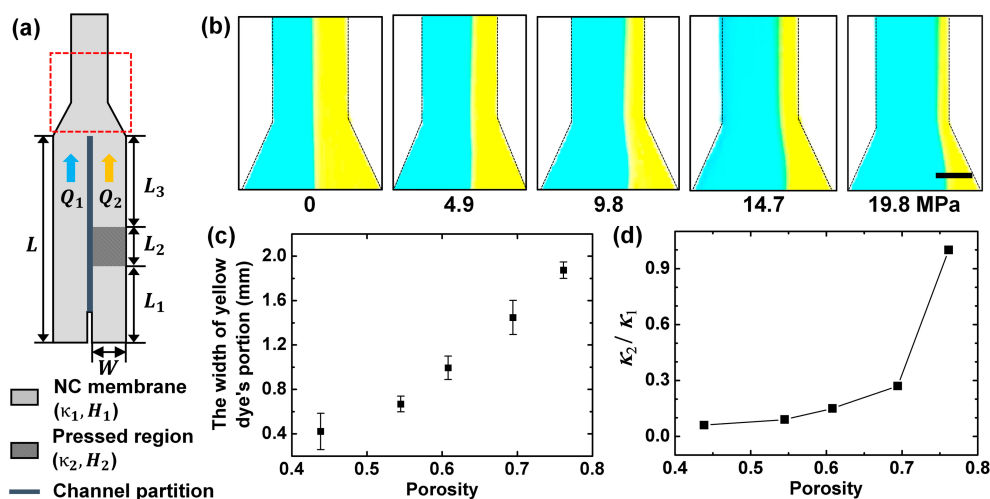 (a)
Q1 Q2
L
L3
L2
L1
W
NC membrane
(κ1, H1)
Pressed region
(κ2, H2)
Channel partition
(b)
0 4.9 9.8 14.7 19.8 MPa
(c)
The width of yellow
dye's portion (mm)
2.0
1.6
1.2
0.8
0.4
0.4 0.5 0.6 0.7 0.8
Porosity
(d)
κ2 / κ1
0.9
0.6
0.3
0.0
0.4 0.5 0.6 0.7 0.8
Porosity